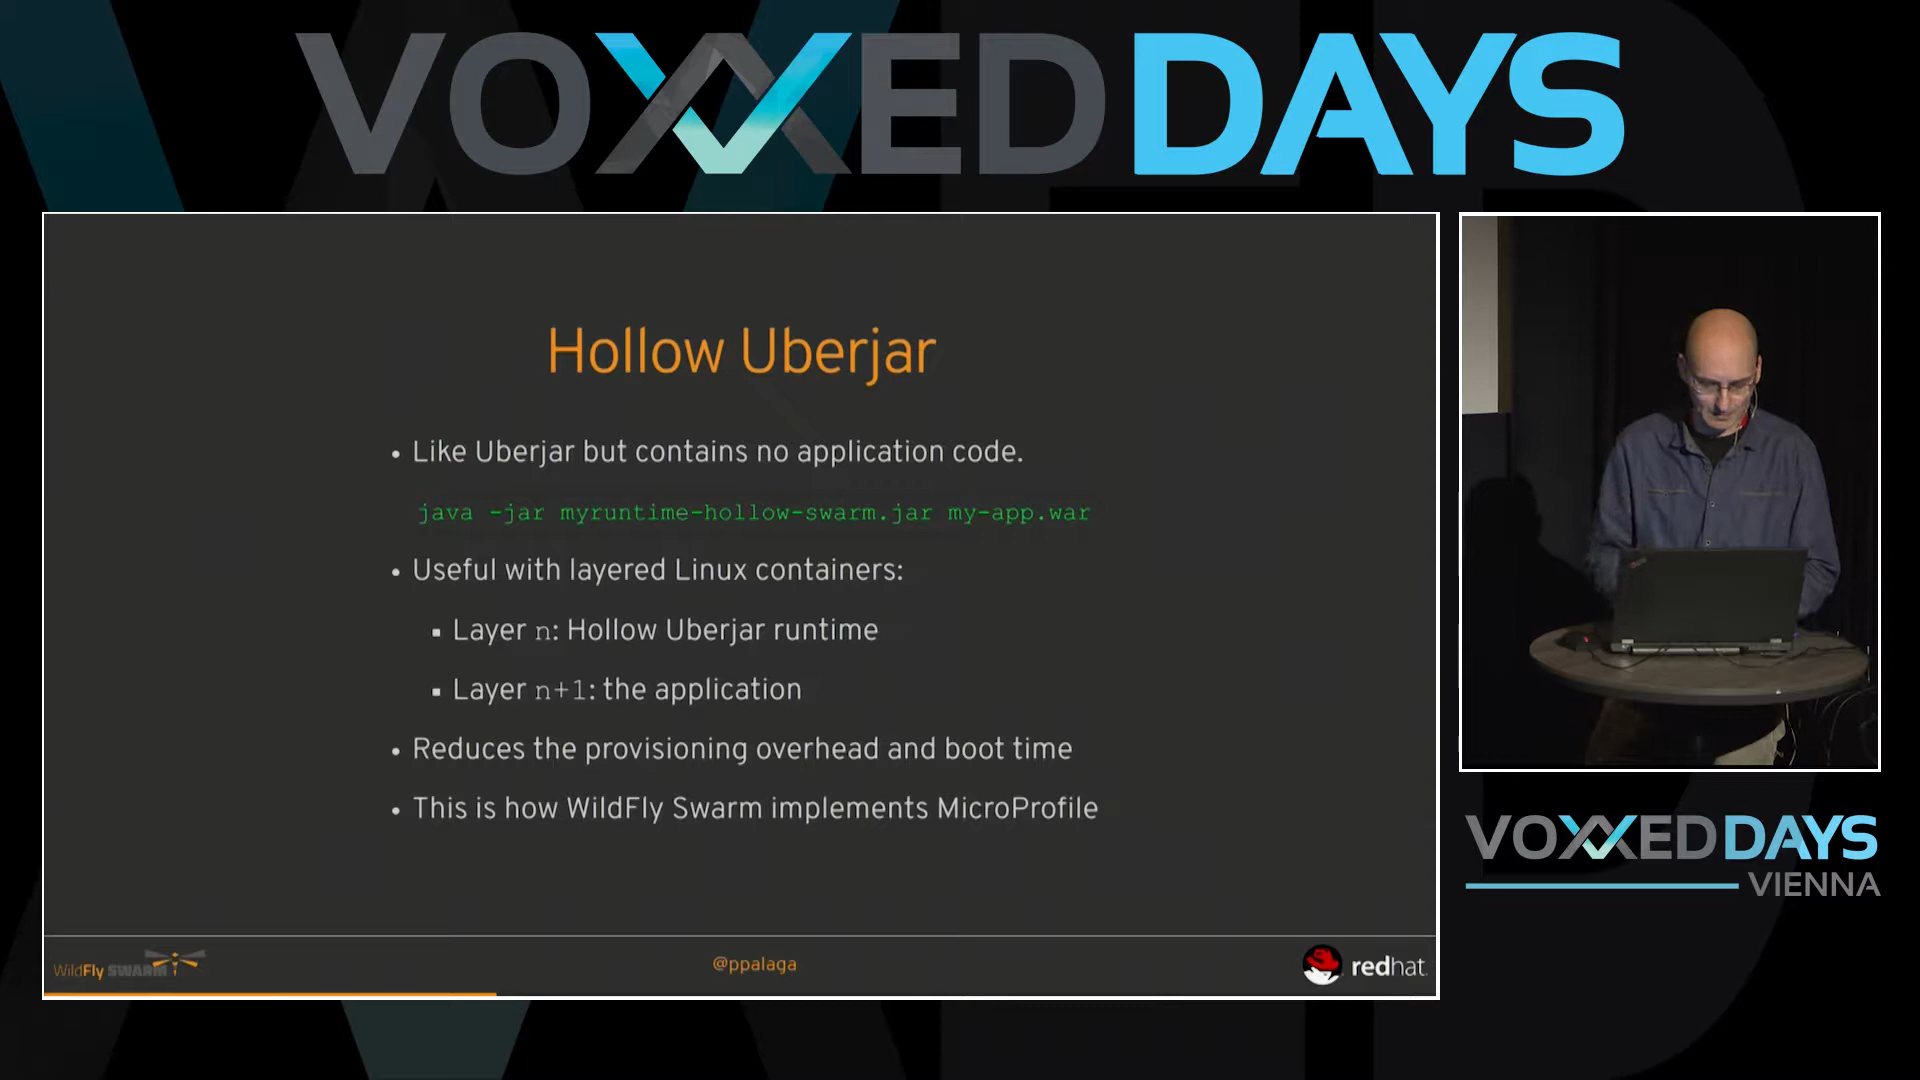 VOXXED DAYS
Hollow Uberjar
• Like Uberjar but contains no application code.
java -jar myruntime-hollow-swarm.jar my-app.war
• Useful with layered Linux containers:
▪ Layer n: Hollow Uberjar runtime
▪ Layer n+1: the application
• Reduces the provisioning overhead and boot time
• This is how WildFly Swarm implements MicroProfile
WildFly SWARM
@ppalaga
redhat.
VOXXED DAYS
VIENNA